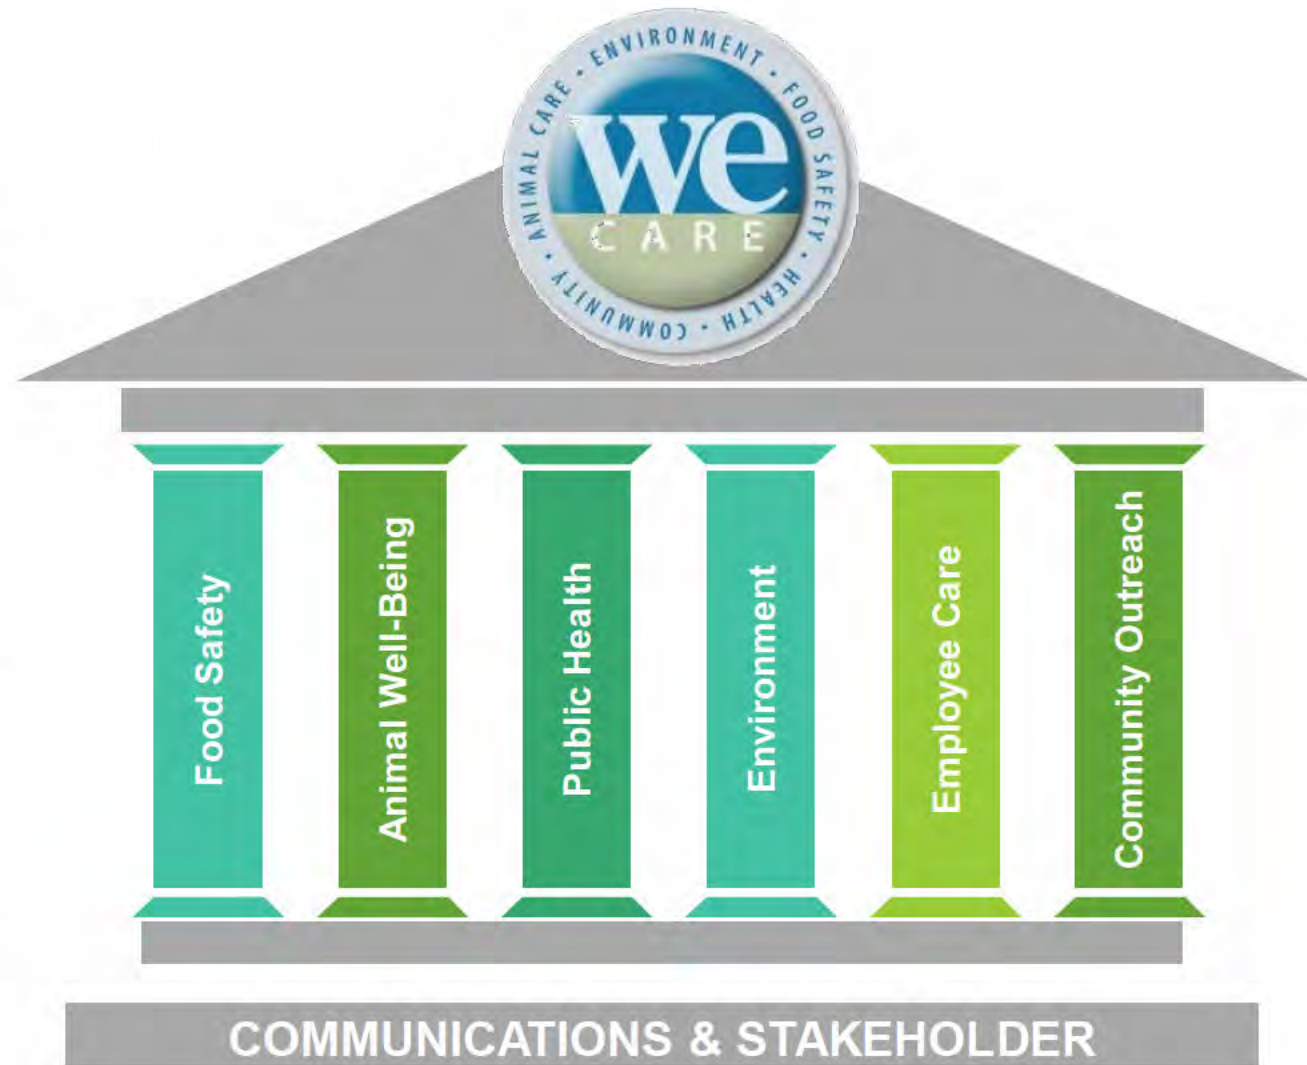 ANIMAL CARE • ENVIRONMENT • FOOD SAFETY • HEALTH • COMMUNITY •
we
CARE
Food Safety
Animal Well-Being
Public Health
Environment
Employee Care
Community Outreach
COMMUNICATIONS & STAKEHOLDER